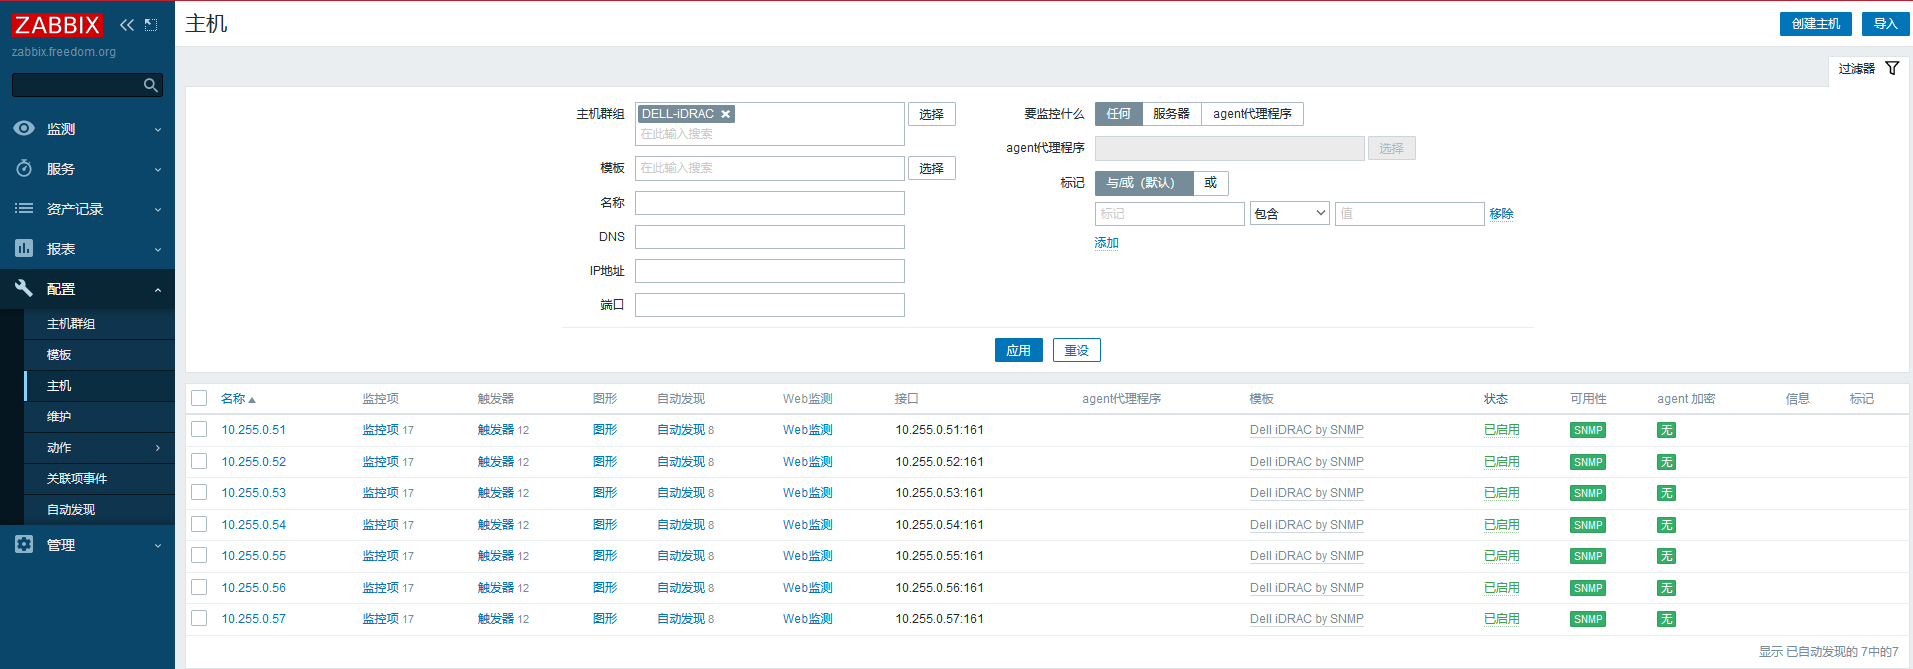 ZABBIX
zabbix.freedom.org
监测
服务
资产记录
报表
配置
主机群组
模板
主机
维护
动作
关联项事件
自动发现
管理
主机
创建主机 导入
过滤器
主机群组 DELL-iDRAC 在此输入搜索 选择
模板 在此输入搜索 选择
名称
DNS
IP地址
端口
要监控什么 任何 服务器 agent代理程序
agent代理程序 选择
标记 与/或（默认） 或
标记 包含 值 移除
添加
应用 重设
名称 监控项 触发器 图形 自动发现 Web监测 接口 agent代理程序 模板 状态 可用性 agent 加密 信息 标记
10.255.0.51 监控项 17 触发器 12 图形 自动发现 8 Web监测 10.255.0.51:161 Dell iDRAC by SNMP 已启用 SNMP 无
10.255.0.52 监控项 17 触发器 12 图形 自动发现 8 Web监测 10.255.0.52:161 Dell iDRAC by SNMP 已启用 SNMP 无
10.255.0.53 监控项 17 触发器 12 图形 自动发现 8 Web监测 10.255.0.53:161 Dell iDRAC by SNMP 已启用 SNMP 无
10.255.0.54 监控项 17 触发器 12 图形 自动发现 8 Web监测 10.255.0.54:161 Dell iDRAC by SNMP 已启用 SNMP 无
10.255.0.55 监控项 17 触发器 12 图形 自动发现 8 Web监测 10.255.0.55:161 Dell iDRAC by SNMP 已启用 SNMP 无
10.255.0.56 监控项 17 触发器 12 图形 自动发现 8 Web监测 10.255.0.56:161 Dell iDRAC by SNMP 已启用 SNMP 无
10.255.0.57 监控项 17 触发器 12 图形 自动发现 8 Web监测 10.255.0.57:161 Dell iDRAC by SNMP 已启用 SNMP 无
显示 已自动发现的 7中的7